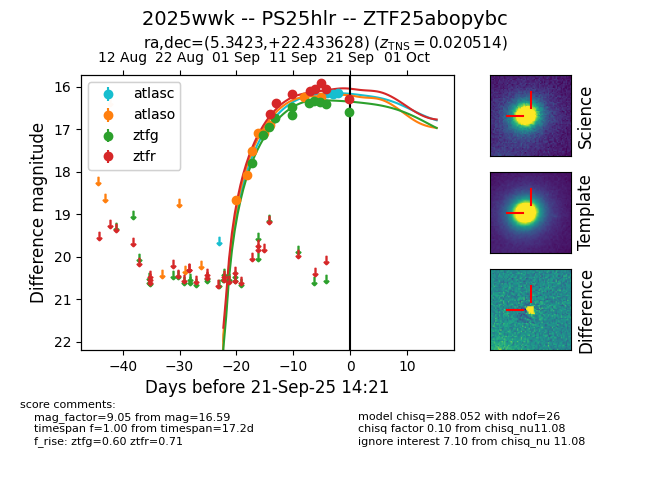 2025wwk -- PS25hlr -- ZTF25abopybc
ra,dec=(5.3423,+22.433628) (z_TNS = 0.020514)
12 Aug 22 Aug 01 Sep 11 Sep 21 Sep 01 Oct
16
17
18
19
20
21
22
Difference magnitude
atlasc
atlaso
ztfg
ztfr
−40 −30 −20 −10 0 10
Days before 21-Sep-25 14:21
Science
Template
Difference
score comments:
mag_factor=9.05 from mag=16.59
timespan f=1.00 from timespan=17.2d
f_rise: ztfg=0.60 ztfr=0.71
model chisq=288.052 with ndof=26
chisq factor 0.10 from chisq_nu11.08
ignore interest 7.10 from chisq_nu 11.08